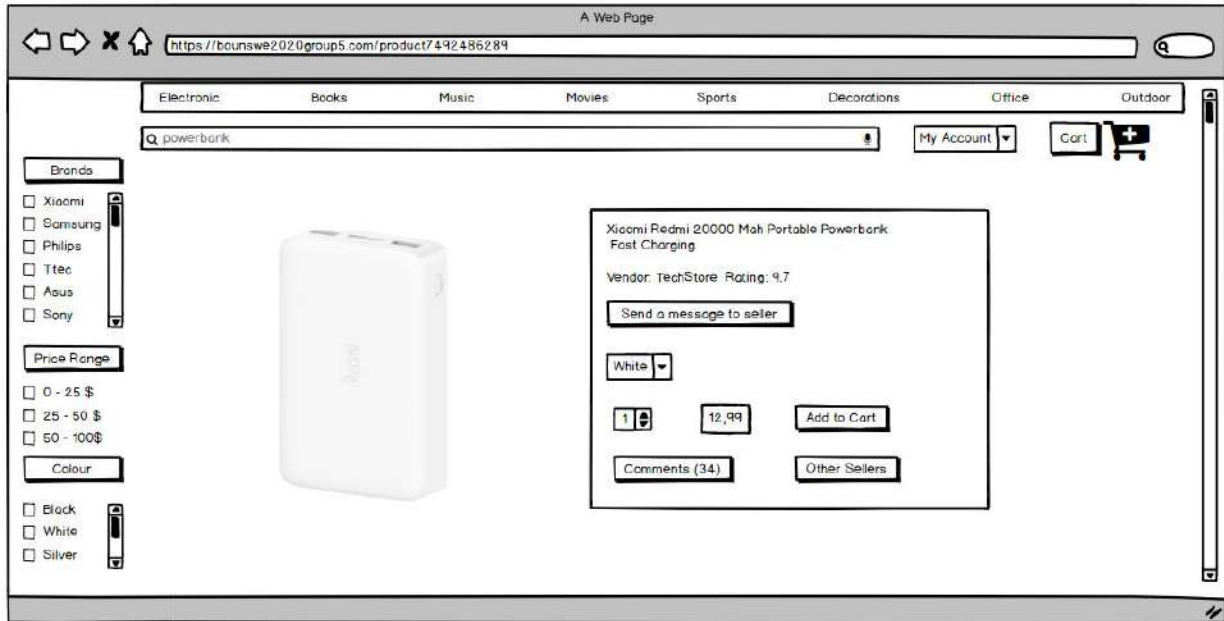 A Web Page
https://bounswe2020group5.com/product7492486289
Electronic Books Music Movies Sports Decorations Office Outdoor
powerbank
My Account
Cart
Brands
Xiaomi
Samsung
Philips
Ttec
Asus
Sony
Price Range
0 - 25 $
25 - 50 $
50 - 100$
Colour
Black
White
Silver
Redmi
Xiaomi Redmi 20000 Mah Portable Powerbank
Fast Charging
Vendor: TechStore Rating: 9.7
Send a message to seller
White
1 12,99 Add to Cart
Comments (34) Other Sellers